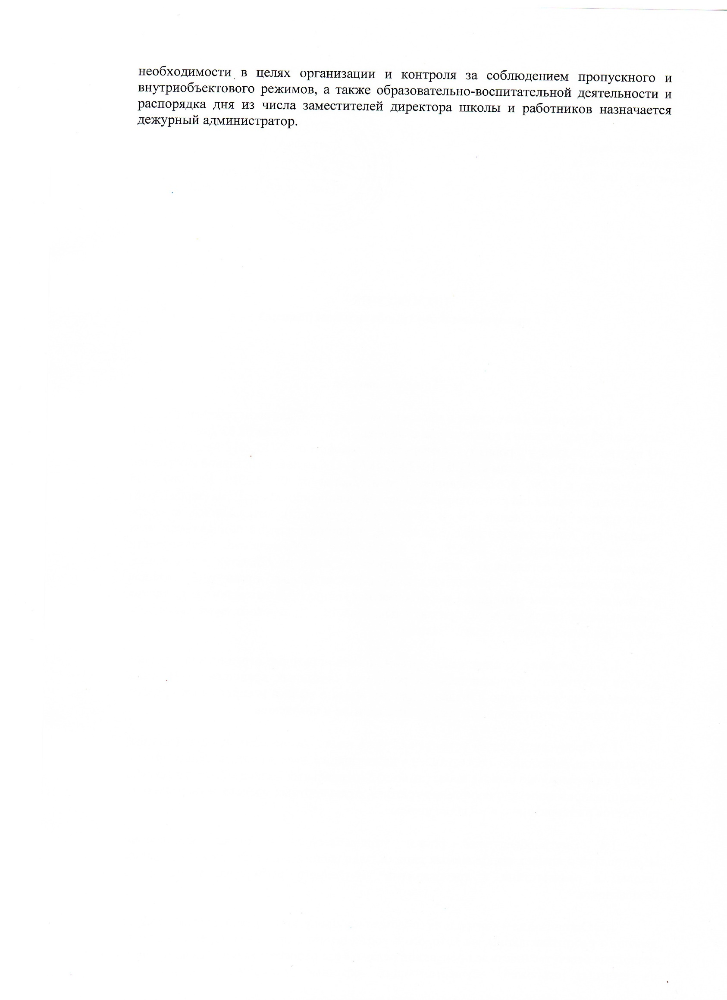 необходимости в целях организации и контроля за соблюдением пропускного и
внутриобъектового режимов, а также образовательно-воспитательной деятельности и
распорядка дня из числа заместителей директора школы и работников назначается
дежурный администратор.